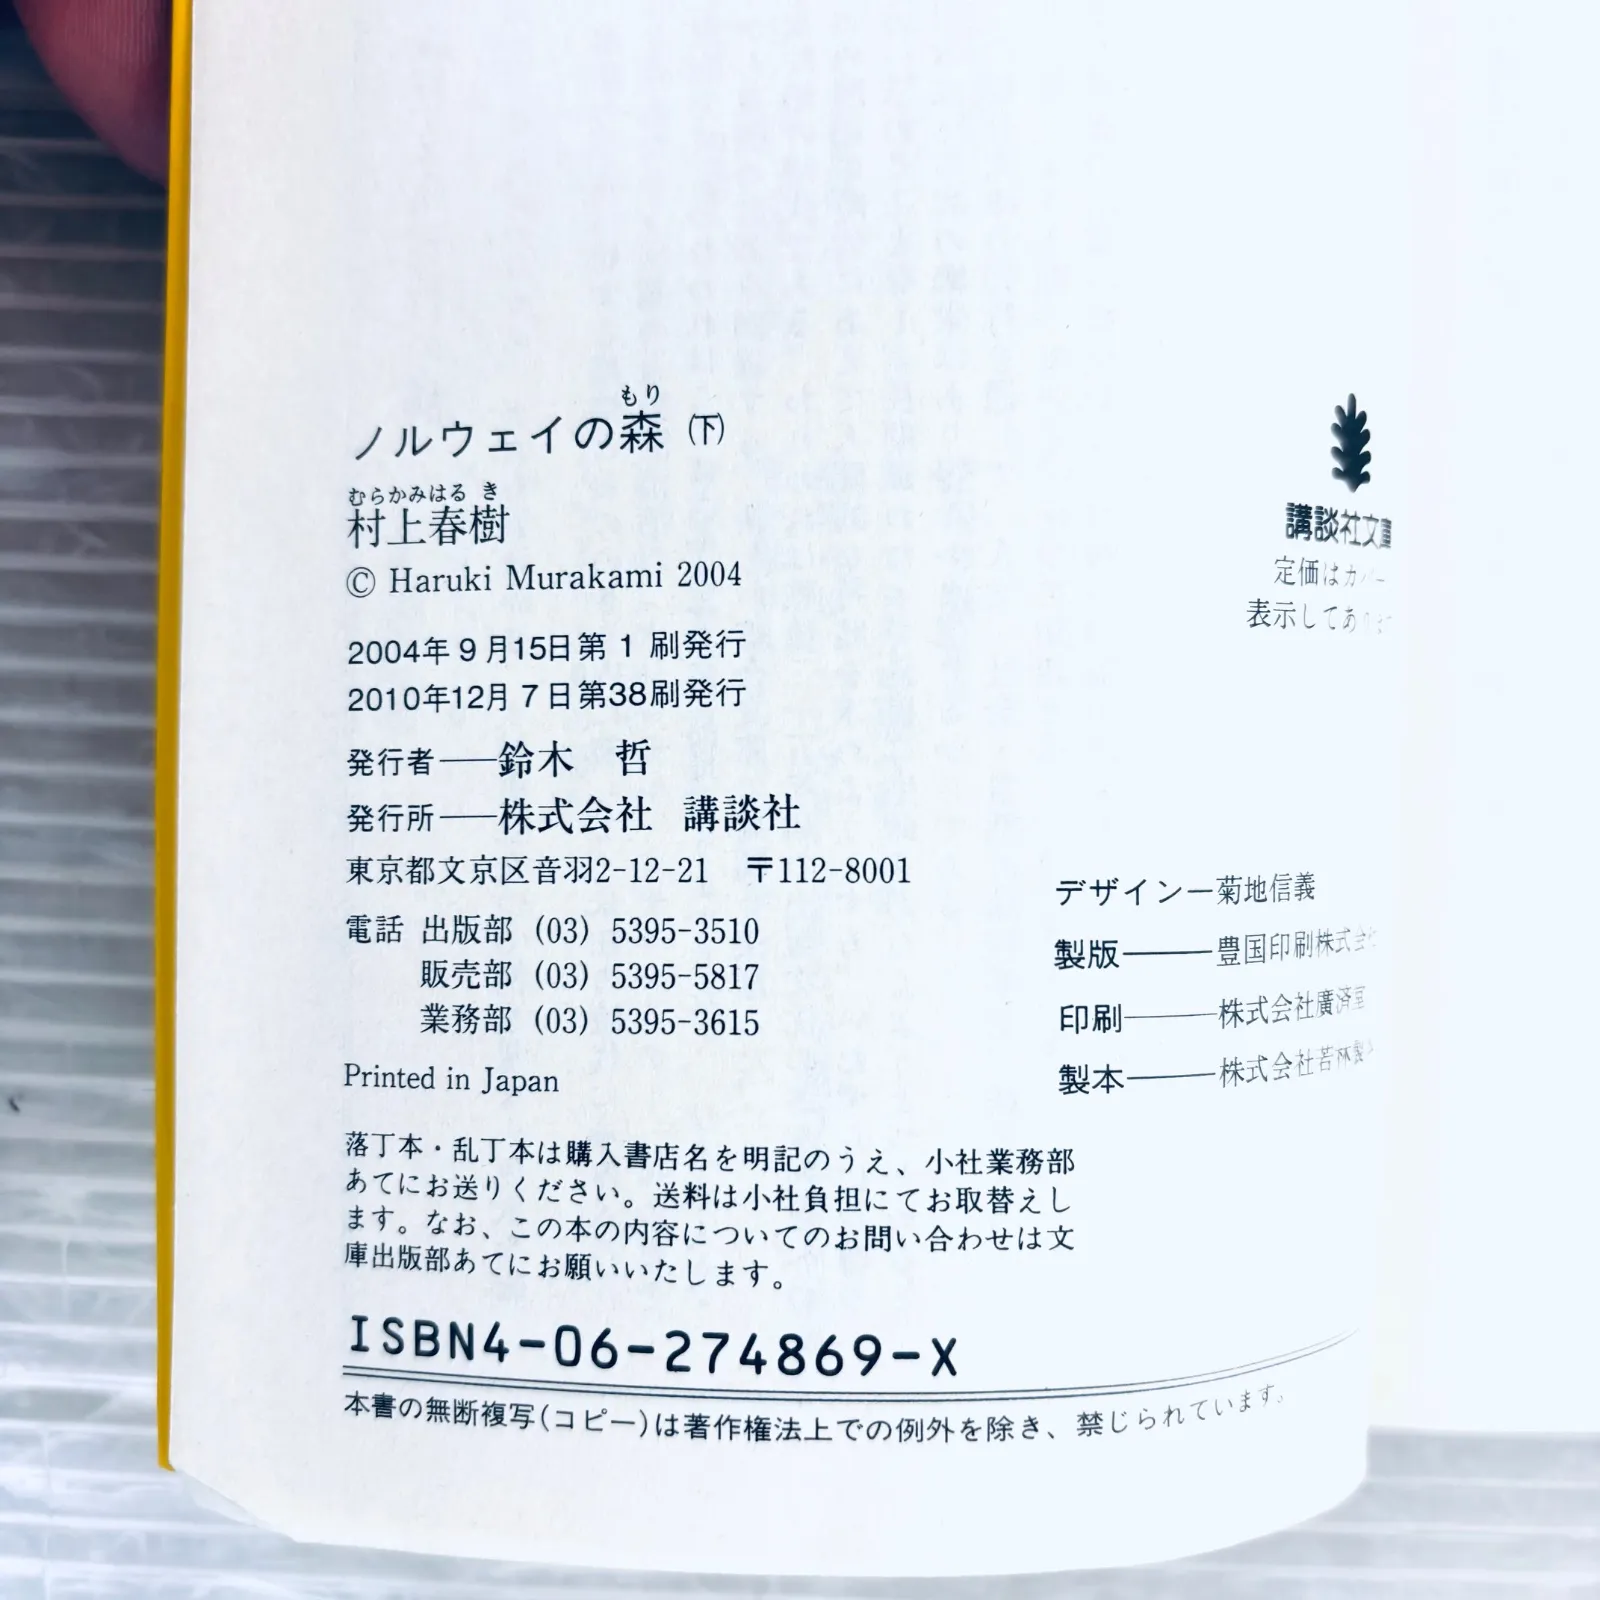 もり
ノルウェイの森(下)
むらかみはるき
村上春樹
© Haruki Murakami 2004
2004年9月15日第1刷発行
2010年12月7日第38刷発行
発行者──鈴木 哲
発行所──株式会社 講談社
東京都文京区音羽2-12-21 〒112-8001
電話 出版部 (03) 5395-3510
販売部 (03) 5395-5817
業務部 (03) 5395-3615
Printed in Japan
講談社文庫
定価はカバー
表示してあります
デザイン─菊地信義
製版───豊国印刷株式会社
印刷───株式会社廣済堂
製本───株式会社若林製
落丁本・乱丁本は購入書店名を明記のうえ、小社業務部
あてにお送りください。送料は小社負担にてお取替えし
ます。なお、この本の内容についてのお問い合わせは文
庫出版部あてにお願いいたします。
ISBN4-06-274869-X
本書の無断複写(コピー)は著作権法上での例外を除き、禁じられています。